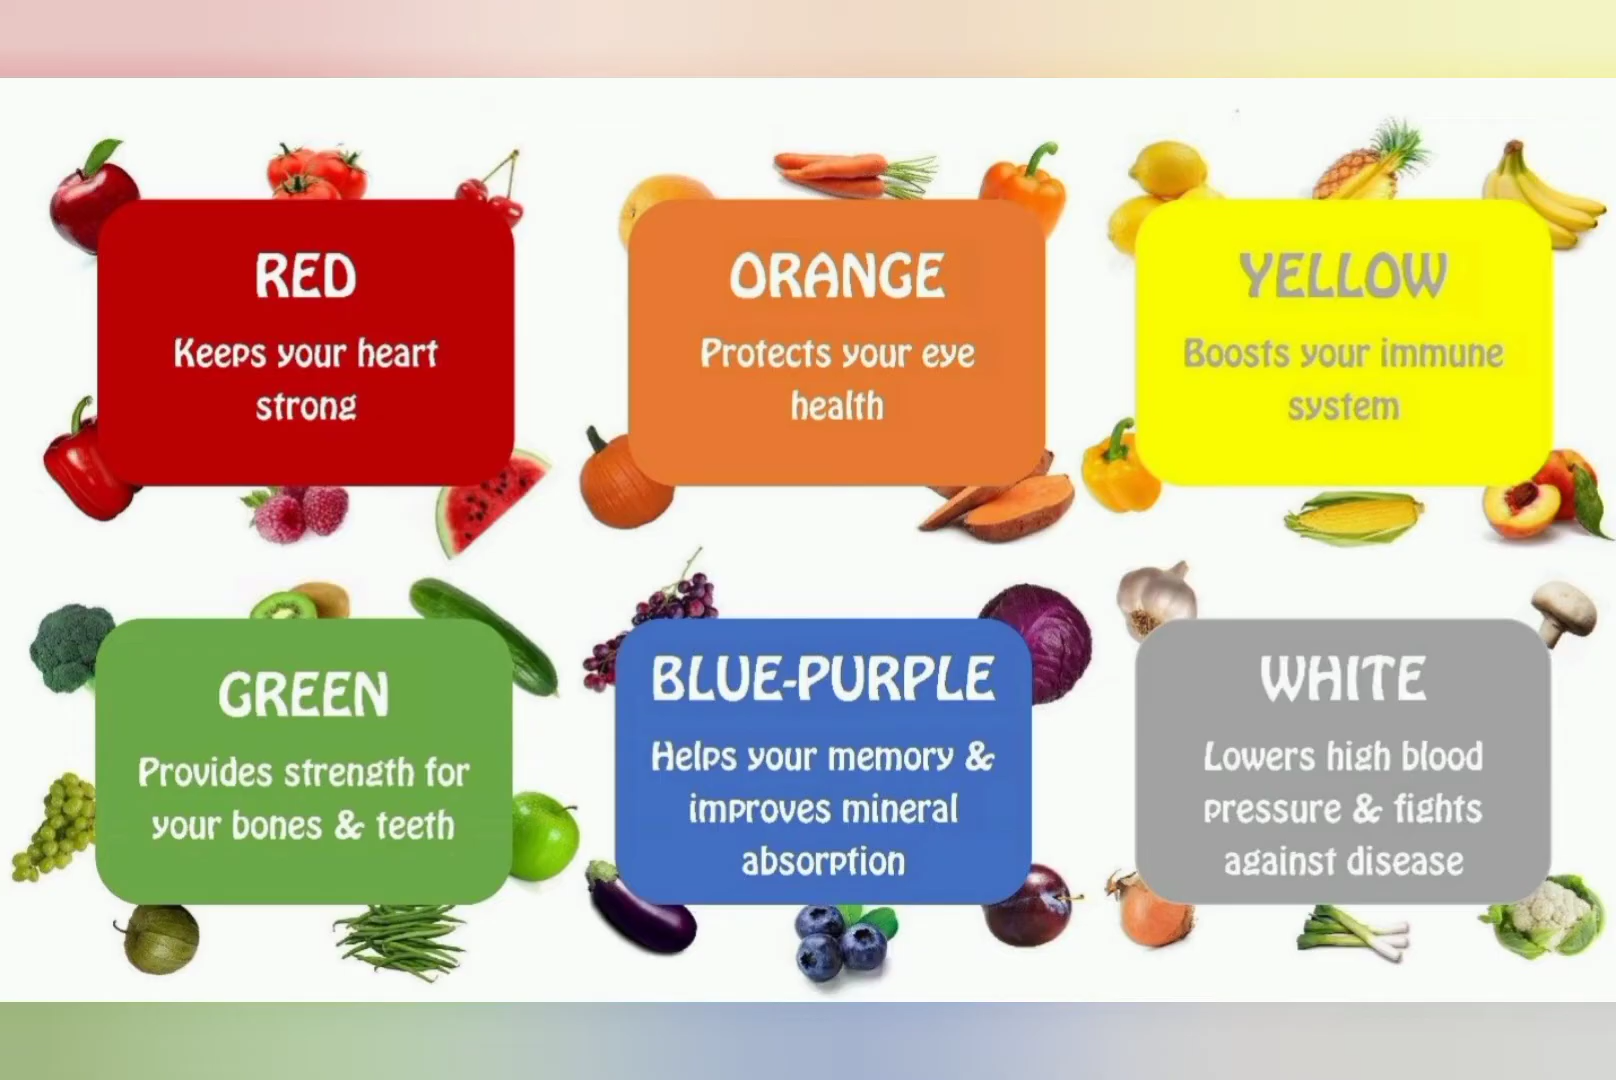 RED
Keeps your heart
strong
ORANGE
Protects your eye
health
YELLOW
Boosts your immune
system
GREEN
Provides strength for
your bones & teeth
BLUE-PURPLE
Helps your memory &
improves mineral
absorption
WHITE
Lowers high blood
pressure & fights
against disease